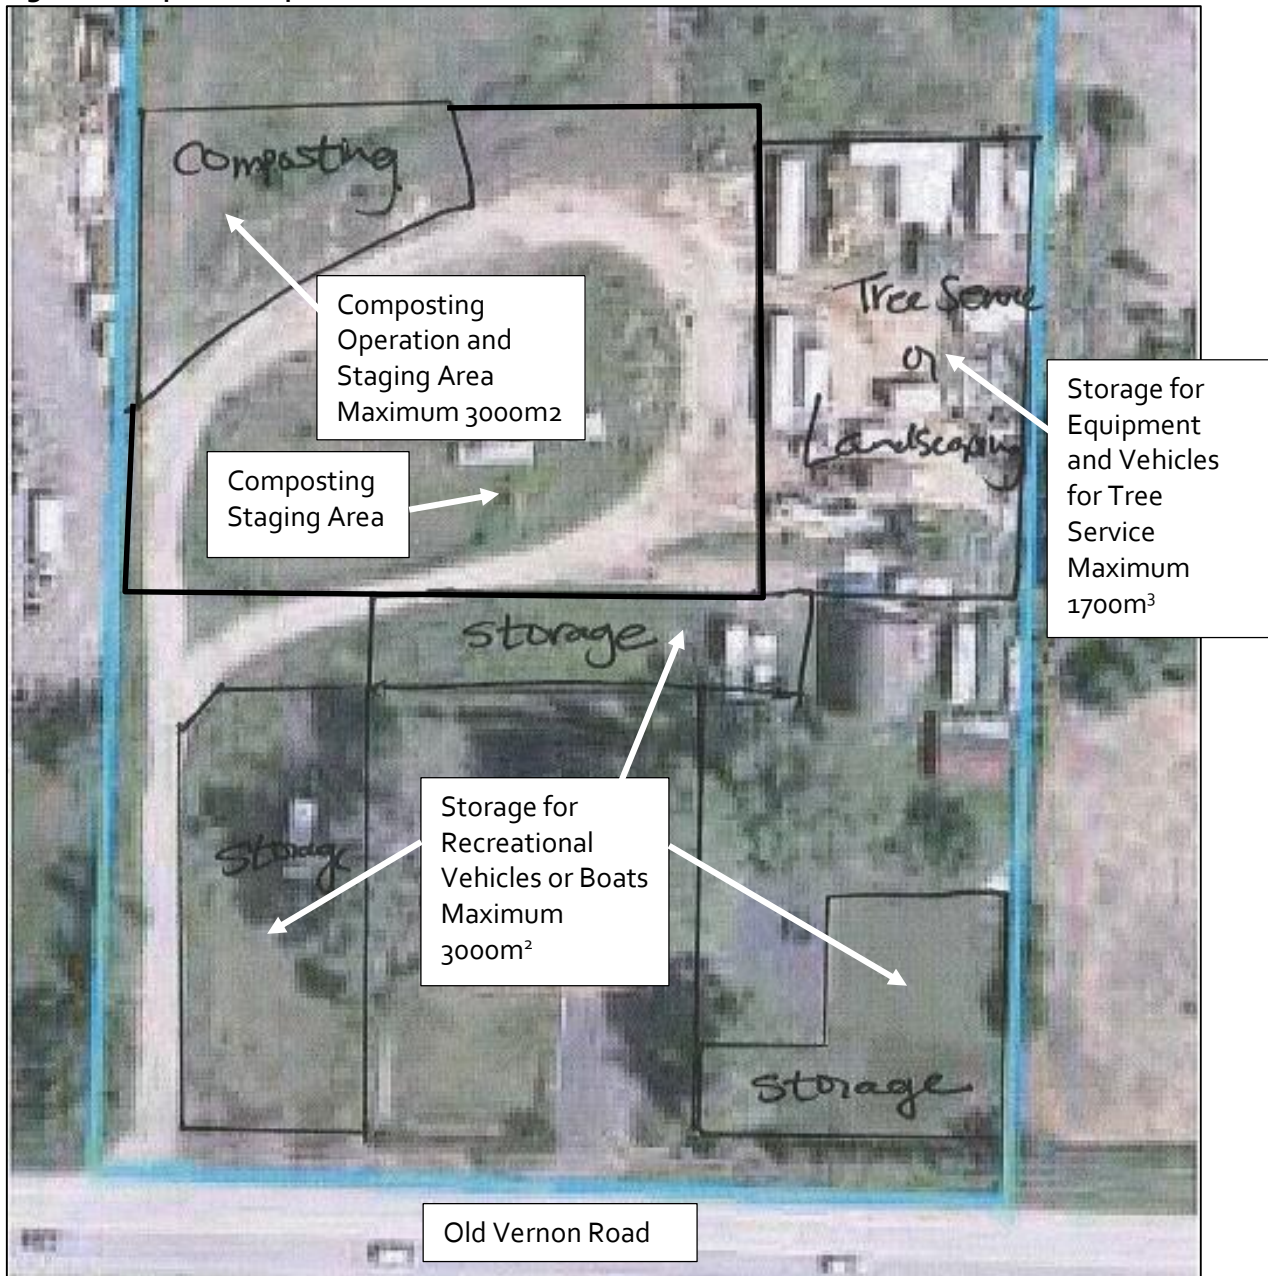 Composting
Composting
Operation and
Staging Area
Maximum 3000m2
Composting
Staging Area
Tree Service
or
Landscaping
Storage for
Equipment
and Vehicles
for Tree
Service
Maximum
1700m³
storage
Storage for
Recreational
Vehicles or Boats
Maximum
3000m²
storage
storage
Old Vernon Road